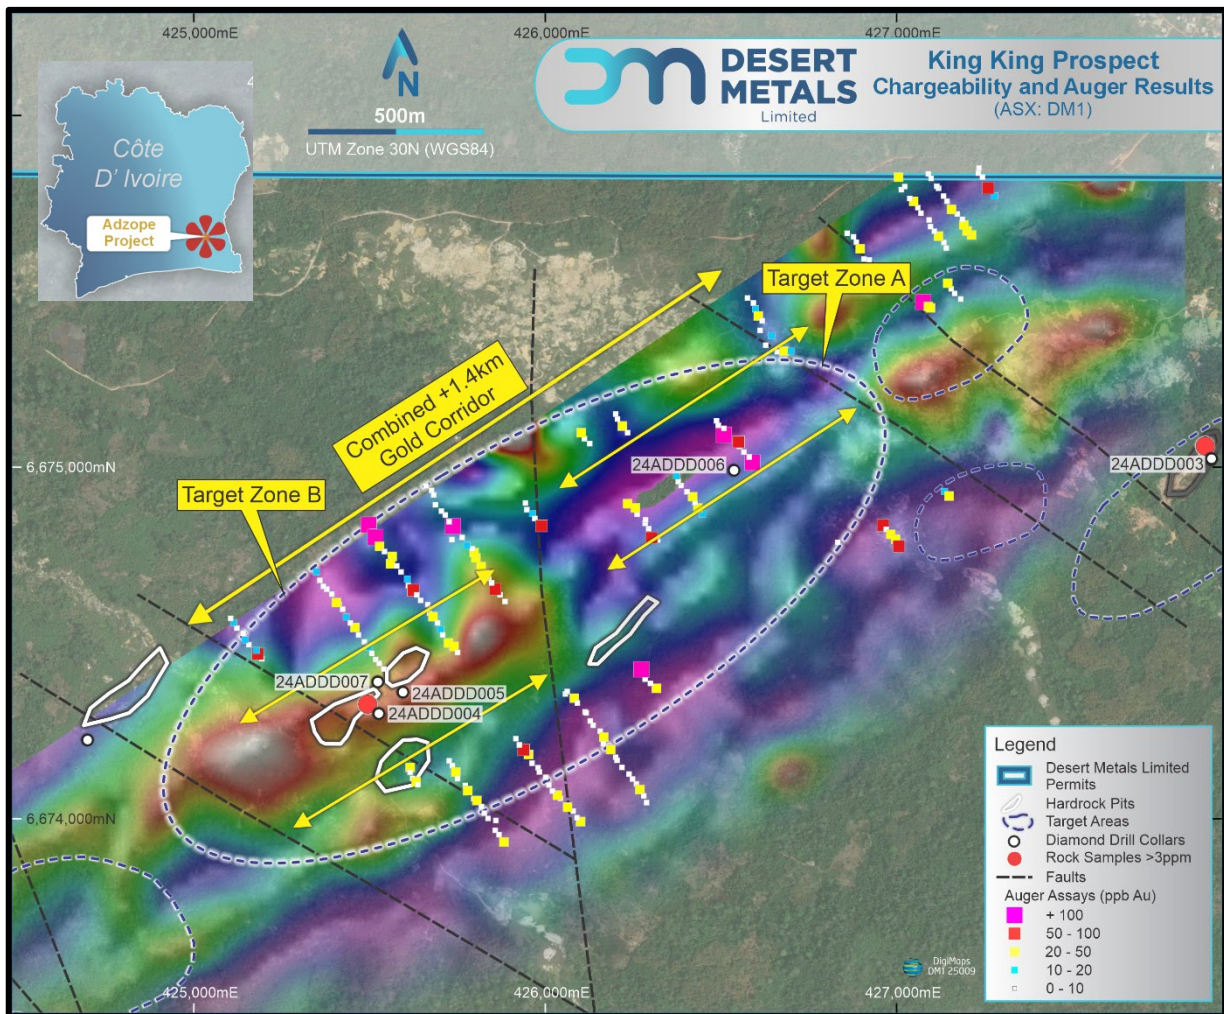 425,000mE
426,000mE
427,000mE
N
500m
UTM Zone 30N (WGS84)
dm DESERT
METALS
Limited
King King Prospect
Chargeability and Auger Results
(ASX: DM1)
Côte
D' Ivoire
Adzope
Project
Target Zone A
Combined +1.4km
Gold Corridor
Target Zone B
6,675,000mN
24ADDD006
24ADDD003
24ADDD007
24ADDD005
24ADDD004
6,674,000mN
Legend
Desert Metals Limited
Permits
Hardrock Pits
Target Areas
Diamond Drill Collars
Rock Samples >3ppm
Faults
Auger Assays (ppb Au)
+ 100
50 - 100
20 - 50
10 - 20
0 - 10
DigiMaps
DM1 25009
425,000mE
426,000mE
427,000mE